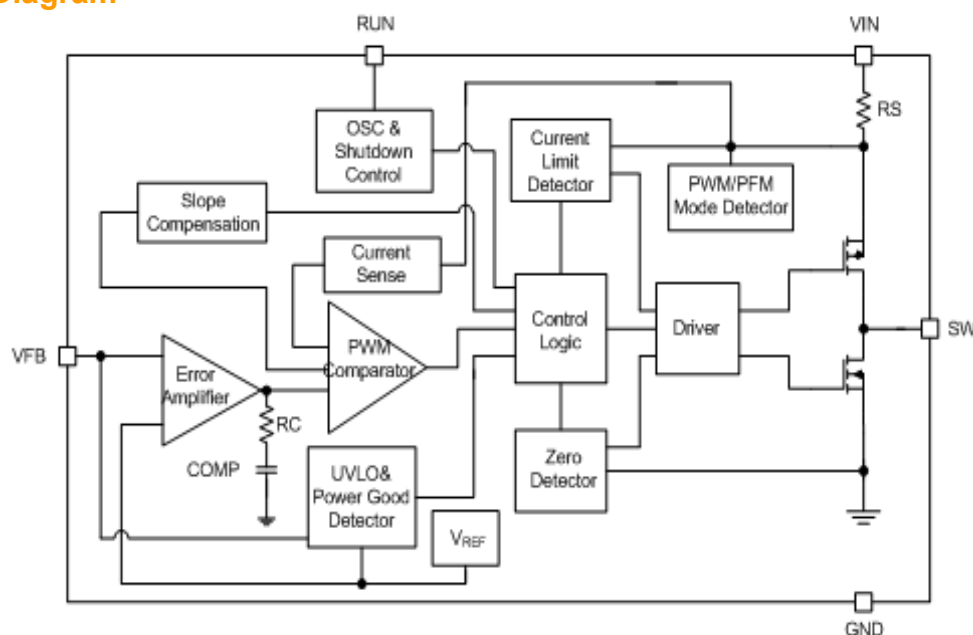 Diagram
RUN
VIN
RS
OSC &
Shutdown
Control
Current
Limit
Detector
PWM/PFM
Mode Detector
Slope
Compensation
Current
Sense
Control
Logic
Driver
SW
VFB
Error
Amplifier
PWM
Comparator
RC
COMP
UVLO&
Power Good
Detector
VREF
Zero
Detector
GND